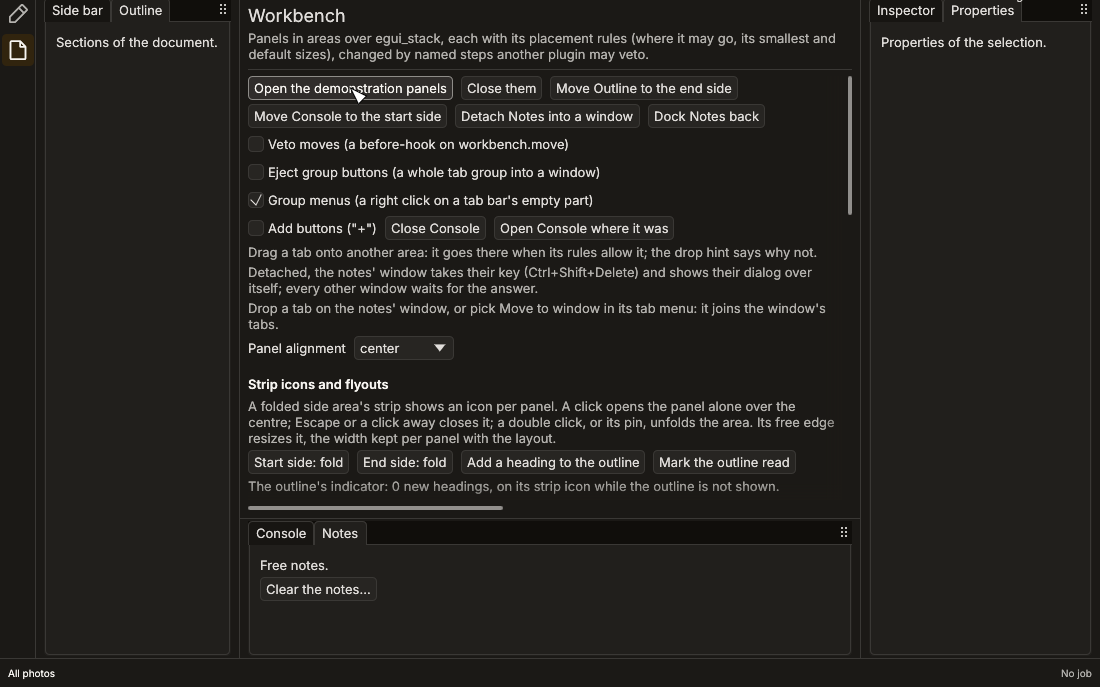 Side bar
Outline
Sections of the document.
Workbench
Panels in areas over egui_stack, each with its placement rules (where it may go, its smallest and
default sizes), changed by named steps another plugin may veto.
Open the demonstration panels
Close them
Move Outline to the end side
Move Console to the start side
Detach Notes into a window
Dock Notes back
Veto moves (a before-hook on workbench.move)
Eject group buttons (a whole tab group into a window)
Group menus (a right click on a tab bar's empty part)
Add buttons ("+")
Close Console
Open Console where it was
Drag a tab onto another area: it goes there when its rules allow it; the drop hint says why not.
Detached, the notes' window takes their key (Ctrl+Shift+Delete) and shows their dialog over
itself; every other window waits for the answer.
Drop a tab on the notes' window, or pick Move to window in its tab menu: it joins the window's
tabs.
Panel alignment
center
Strip icons and flyouts
A folded side area's strip shows an icon per panel. A click opens the panel alone over the
centre; Escape or a click away closes it; a double click, or its pin, unfolds the area. Its free edge
resizes it, the width kept per panel with the layout.
Start side: fold
End side: fold
Add a heading to the outline
Mark the outline read
The outline's indicator: 0 new headings, on its strip icon while the outline is not shown.
Console
Notes
Free notes.
Clear the notes...
Inspector
Properties
Properties of the selection.
All photos
No job